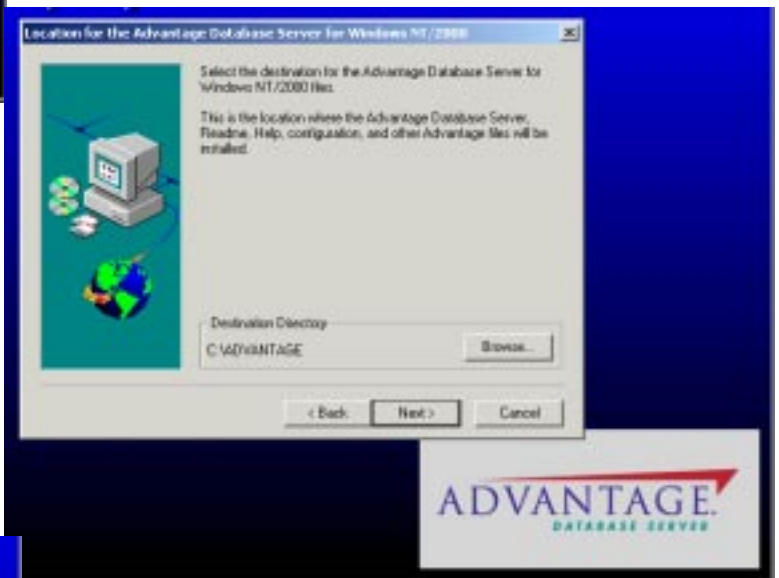 Location for the Advantage Database Server for Windows NT/2000
Select the destination for the Advantage Database Server for
Windows NT/2000 files.
This is the location where the Advantage Database Server,
Readme, Help, configuration, and other Advantage files will be
installed.
Destination Directory
C:\ADVANTAGE
Browse...
< Back
Next >
Cancel
ADVANTAGE.
DATABASE SERVER